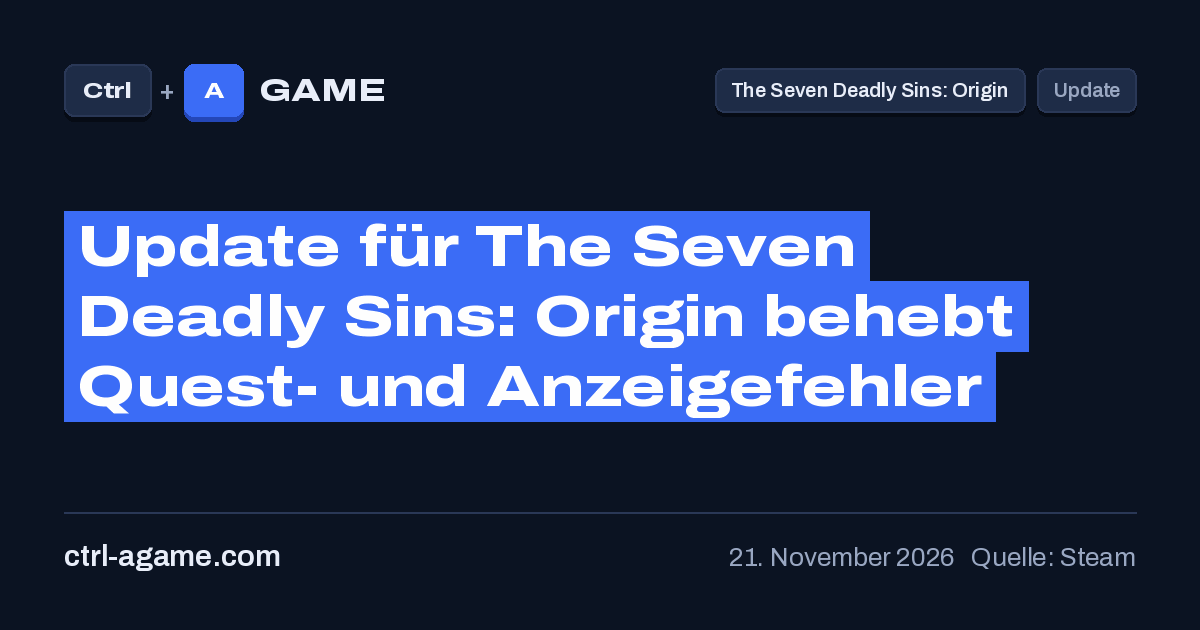 Ctrl + A GAME
The Seven Deadly Sins: Origin
Update
Update für The Seven
Deadly Sins: Origin behebt
Quest- und Anzeigefehler
ctrl-agame.com
21. November 2026 Quelle: Steam